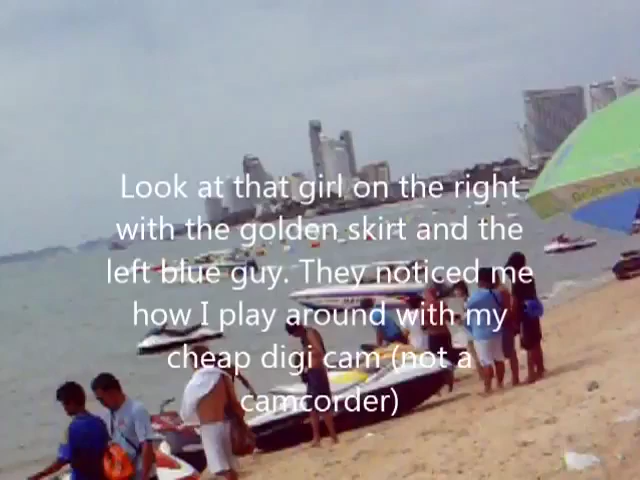 Look at that girl on the right
with the golden skirt and the
left blue guy. They noticed me
how I play around with my
cheap digi cam (not a
camcorder)